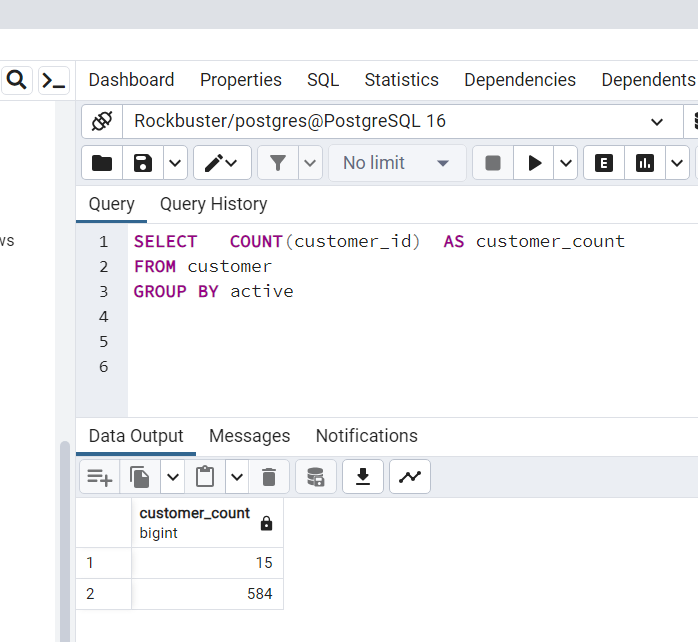 Dashboard Properties SQL Statistics Dependencies Dependents
Rockbuster/postgres@PostgreSQL 16
No limit
E
Query Query History
ws
1 SELECT COUNT(customer_id) AS customer_count
2 FROM customer
3 GROUP BY active
4
5
6
Data Output Messages Notifications
customer_count
bigint
1 15
2 584